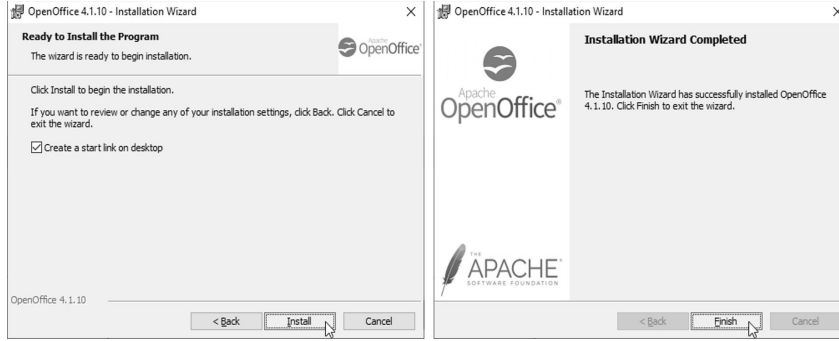 OpenOffice 4.1.10 - Installation Wizard
Ready to Install the Program
The wizard is ready to begin installation.
Apache
OpenOffice
Click Install to begin the installation.
If you want to review or change any of your installation settings, click Back. Click Cancel to
exit the wizard.
Create a start link on desktop
OpenOffice 4.1.10
< Back
Install
Cancel
OpenOffice 4.1.10 - Installation Wizard
Apache
OpenOffice®
Installation Wizard Completed
The Installation Wizard has successfully installed OpenOffice
4.1.10. Click Finish to exit the wizard.
THE
APACHE®
SOFTWARE FOUNDATION
< Back
Finish
Cancel